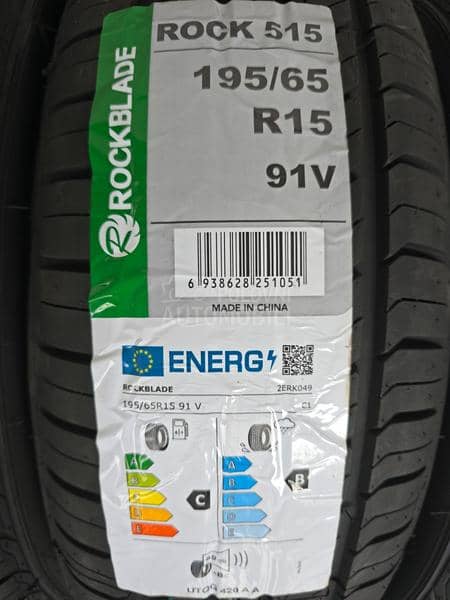 ROCKBLADE
ROCK 515
195/65
R15
91V
6 938628 251051
MADE IN CHINA
ENERG
ROCKBLADE 2ERK049
195/65R15 91 V C1
A A
B B
C C
D
E E
C
B
420 A A